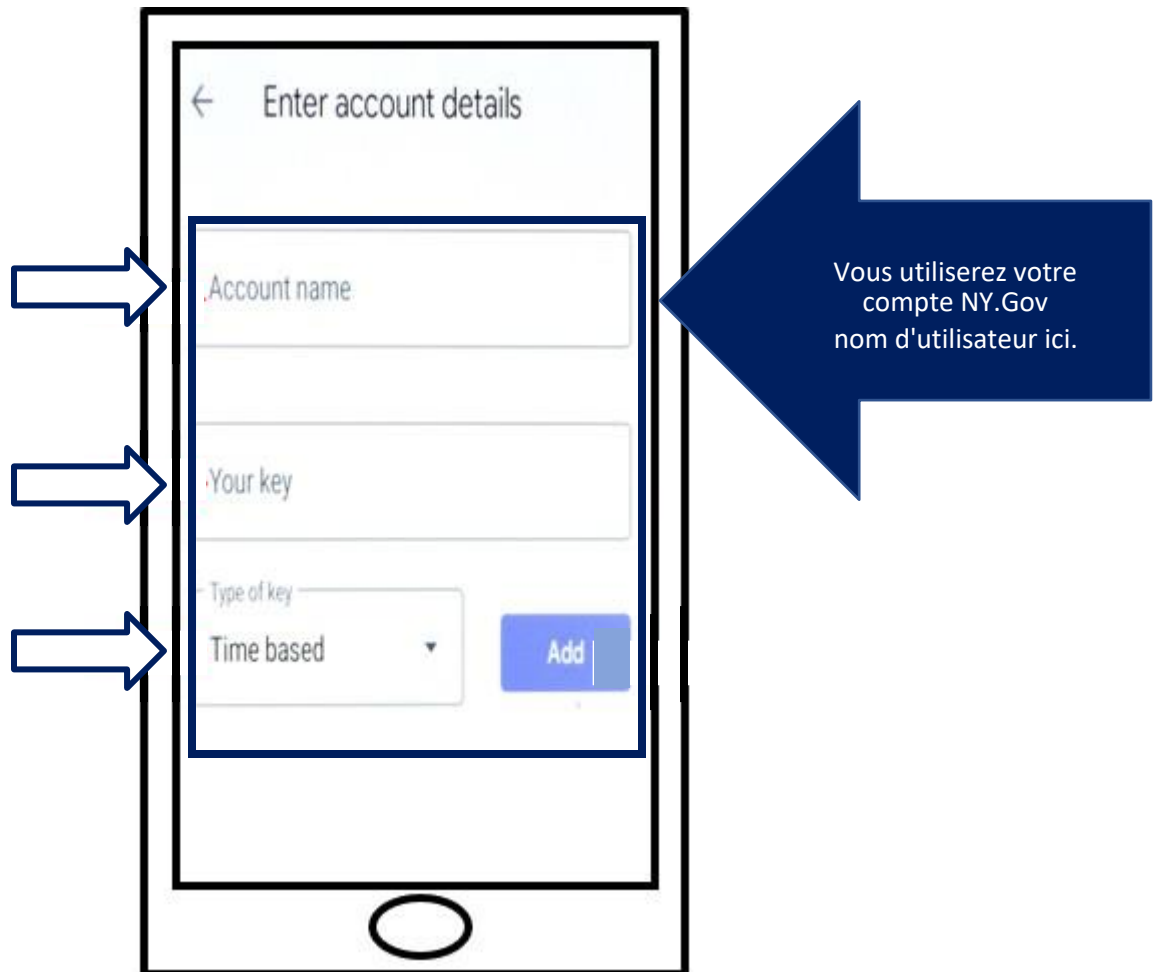 Enter account details
Account name
Vous utiliserez votre
compte NY.Gov
nom d'utilisateur ici.
Your key
Type of key
Time based
Add